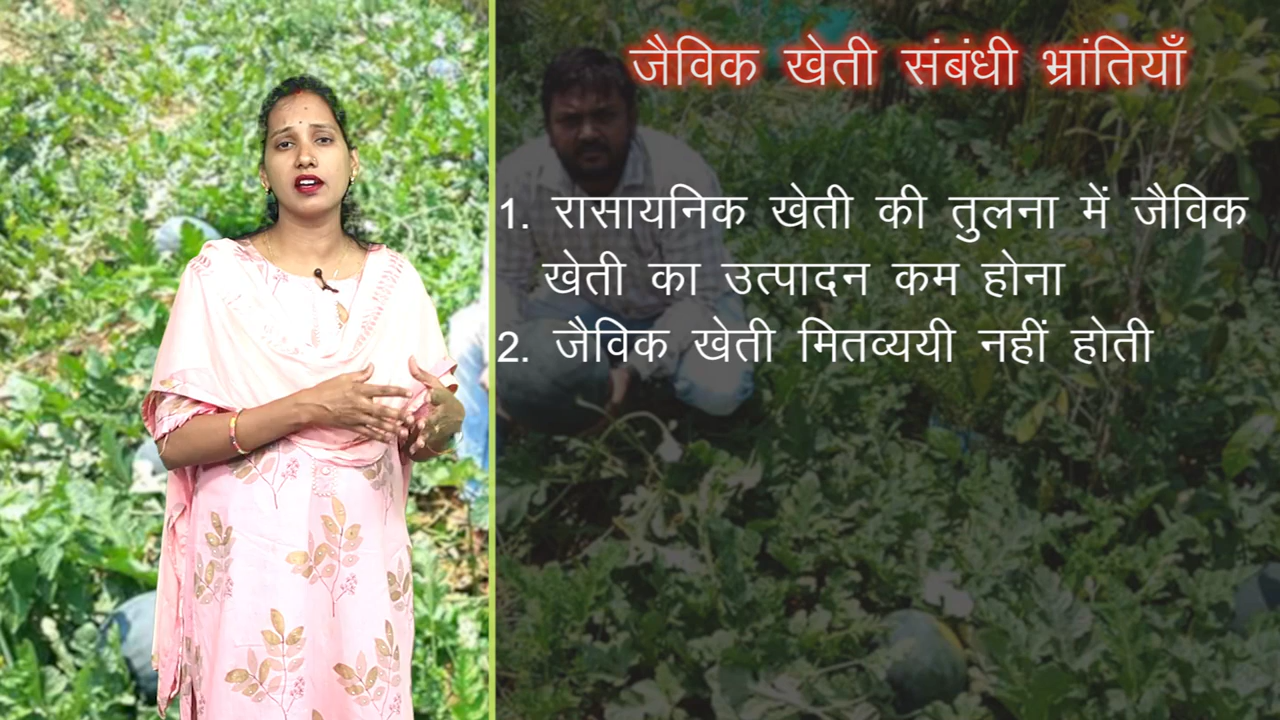 जैविक खेती संबंधी भ्रांतियाँ
1. रासायनिक खेती की तुलना में जैविक
खेती का उत्पादन कम होना
2. जैविक खेती मितव्ययी नहीं होती